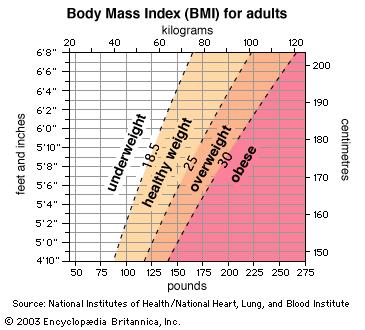 Body Mass Index (BMI) for adults
kilograms
20 40 60 80 100 120
6'8"
6'6"
6'4"
6'2"
6'0"
5'10"
5'8"
5'6"
5'4"
5'2"
5'0"
4'10"
feet and inches
200
190
180
170
160
150
centimetres
underweight
18.5
healthy weight
25
overweight
30
obese
50 75 100 125 150 175 200 225 250 275
pounds
Source: National Institutes of Health/National Heart, Lung, and Blood Institute
© 2003 Encyclopædia Britannica, Inc.